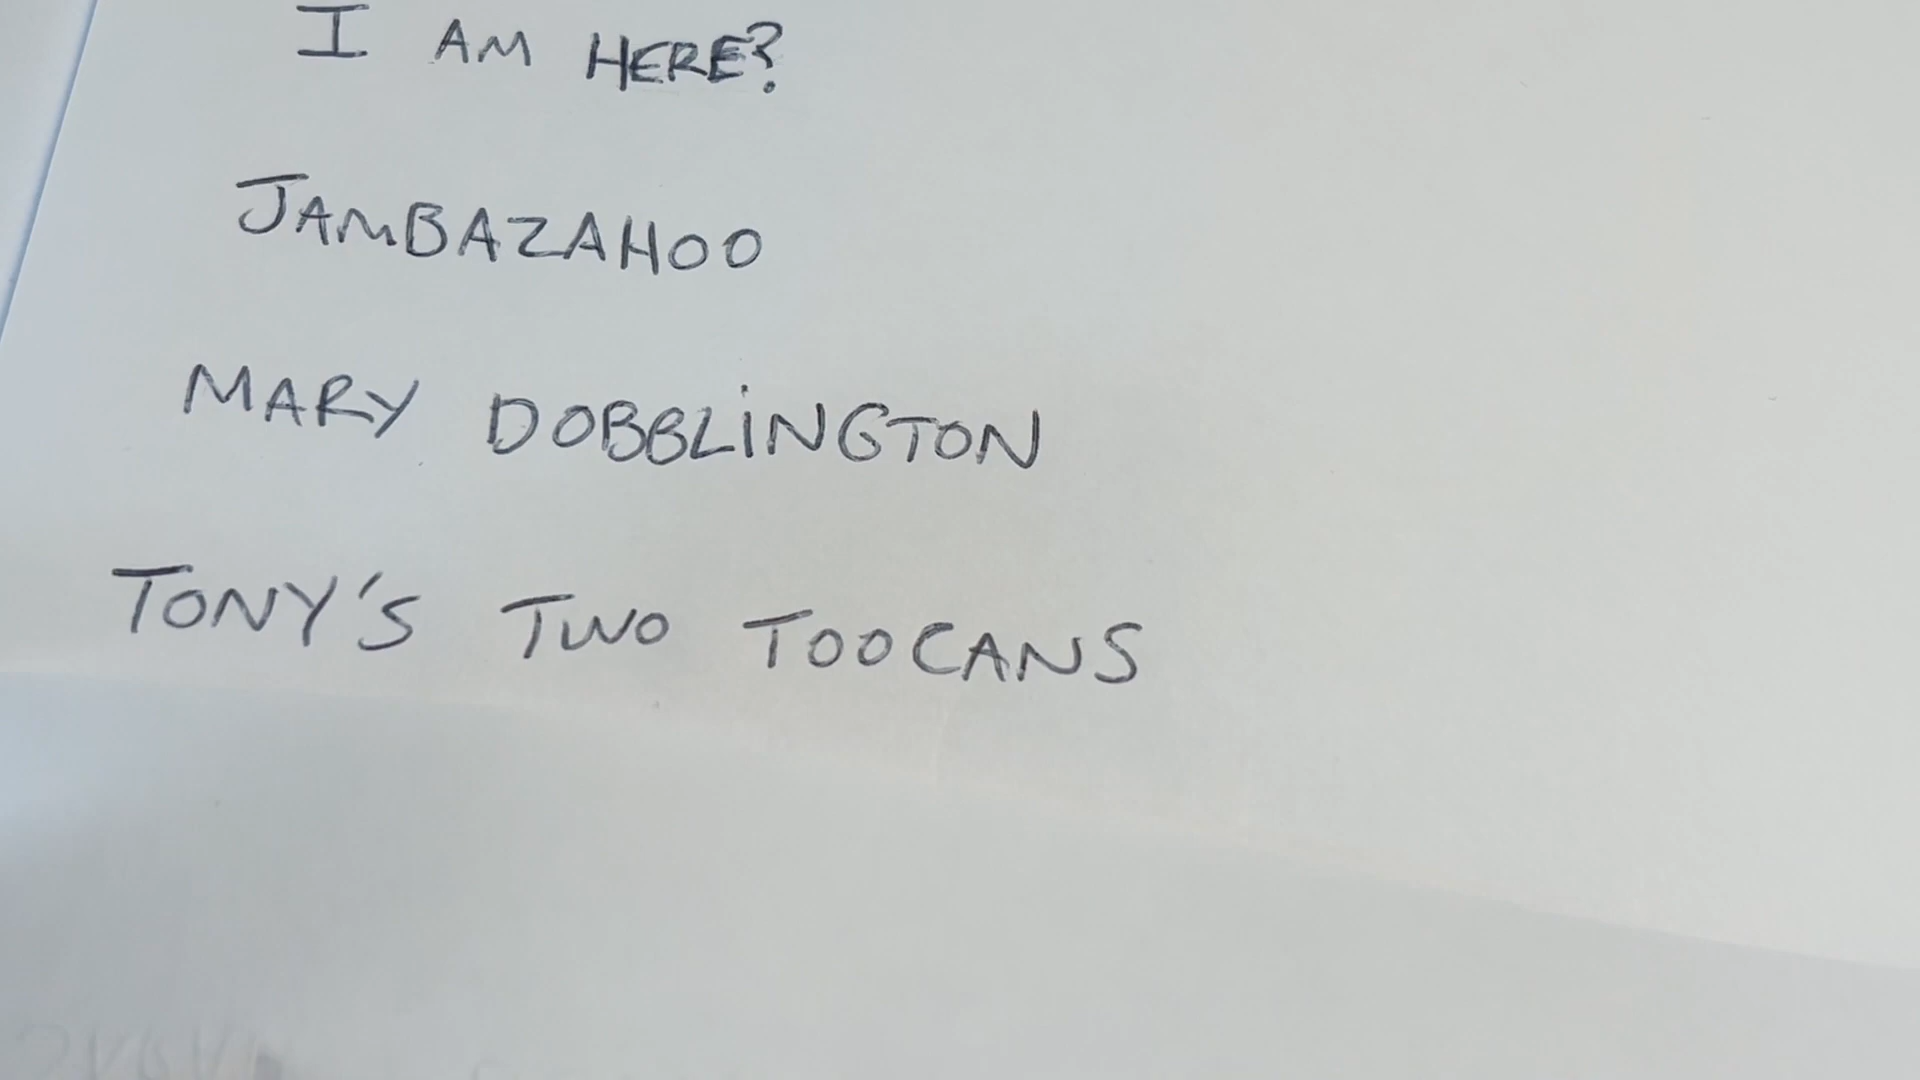 I AM HERE?
JAMBAZAHOO
MARY DOBBLINGTON
TONY'S TWO TOOCANS